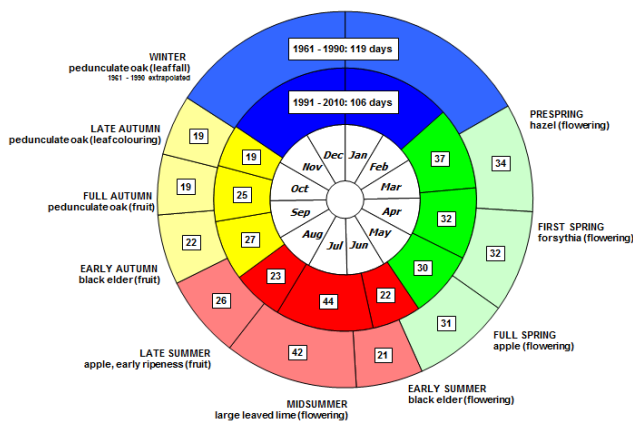 1961 - 1990: 119 days
1991 - 2010: 106 days
WINTER
pedunculate oak (leaf fall)
1961 - 1990 extrapolated
PRESPRING
hazel (flowering)
LATE AUTUMN
pedunculate oak (leafcolouring)
FULL AUTUMN
pedunculate oak (fruit)
FIRST SPRING
forsythia (flowering)
EARLY AUTUMN
black elder (fruit)
FULL SPRING
apple (flowering)
LATE SUMMER
apple, early ripeness (fruit)
EARLY SUMMER
black elder (flowering)
MIDSUMMER
large leaved lime (flowering)
Jan
Feb
Mar
Apr
May
Jun
Jul
Aug
Sep
Oct
Nov
Dec
37
32
30
22
44
23
27
25
19
34
32
31
21
42
26
22
19
19